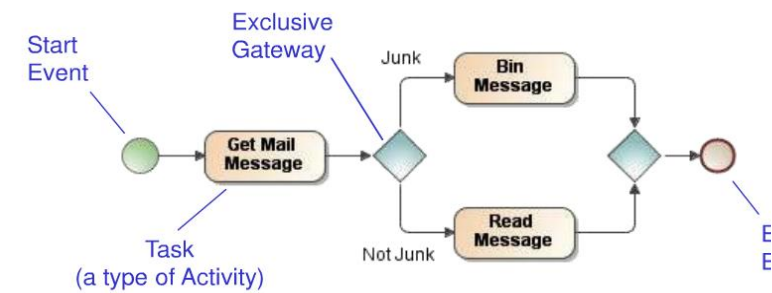 Start
Event
Exclusive
Gateway
Junk
Bin
Message
Get Mail
Message
Task
(a type of Activity)
Not Junk
Read
Message